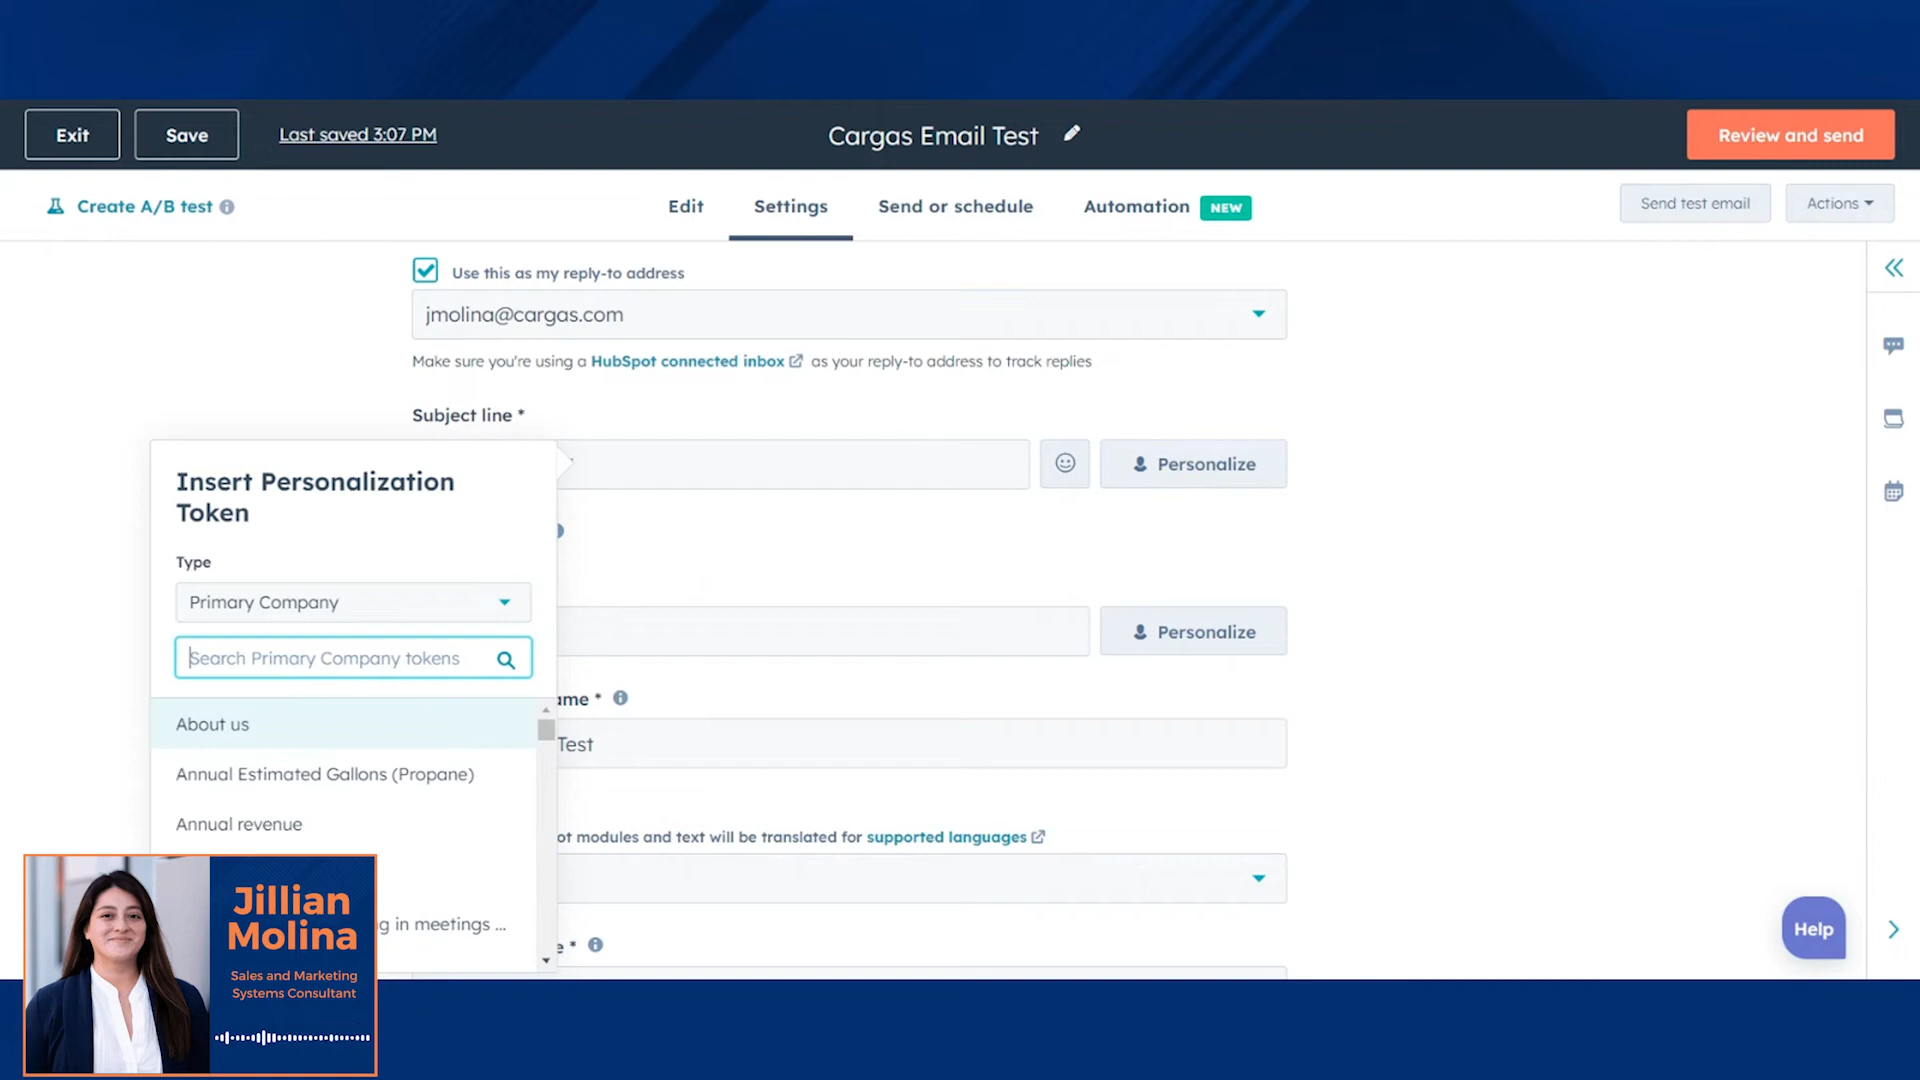 Exit
Save
Last saved 3:07 PM
Cargas Email Test
Review and send
Create A/B test
Edit
Settings
Send or schedule
Automation
NEW
Send test email
Actions
Use this as my reply-to address
jmolina@cargas.com
Make sure you're using a HubSpot connected inbox as your reply-to address to track replies
Subject line *
Personalize
Insert Personalization
Token
Type
Primary Company
Search Primary Company tokens
About us
Annual Estimated Gallons (Propane)
Annual revenue
g in meetings ...
Personalize
ame *
Test
ot modules and text will be translated for supported languages
e *
Help
Jillian
Molina
Sales and Marketing
Systems Consultant